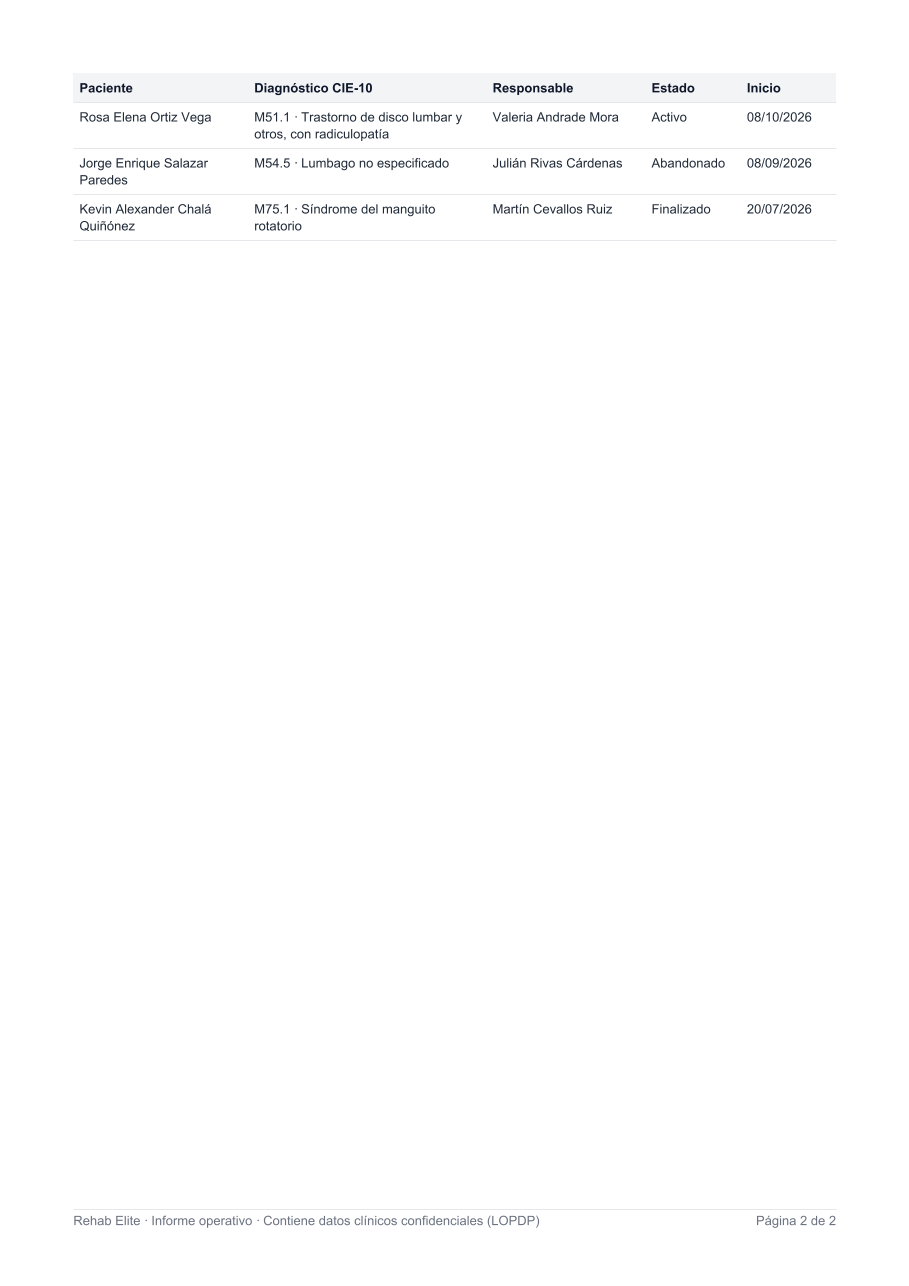 Paciente Diagnóstico CIE-10 Responsable Estado Inicio
Rosa Elena Ortiz Vega M51.1 · Trastorno de disco lumbar y otros, con radiculopatía Valeria Andrade Mora Activo 08/10/2026
Jorge Enrique Salazar Paredes M54.5 · Lumbago no especificado Julián Rivas Cárdenas Abandonado 08/09/2026
Kevin Alexander Chalá Quiñónez M75.1 · Síndrome del manguito rotatorio Martín Cevallos Ruiz Finalizado 20/07/2026
Rehab Elite · Informe operativo · Contiene datos clínicos confidenciales (LOPDP) Página 2 de 2